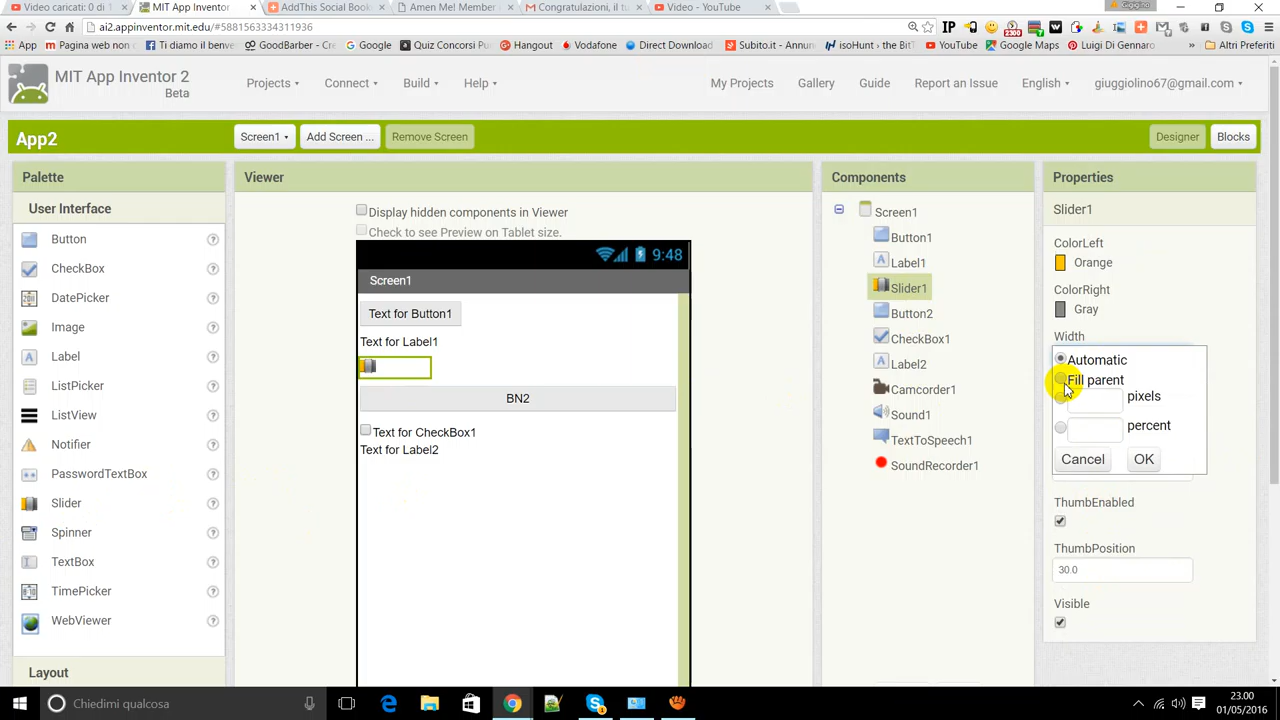 Video caricati: 0 di 1
MIT App Inventor 2
AddThis Social Book
Amen Me! Member
Congratulazioni, il tu
Video - YouTube
Gigigino
ai2.appinventor.mit.edu/#5881563334311936
App
Pagina web non
Ti diamo il benve
GoodBarber
Google
Quiz Concorsi Pu
Hangout
Vodafone
Direct Download
Subito.it - Annun
isoHunt › the BitT
YouTube
Google Maps
Luigi Di Gennaro
» Altri Preferiti
MIT App Inventor 2
Beta
Projects
Connect
Build
Help
My Projects
Gallery
Guide
Report an Issue
English
giuggiolino67@gmail.com
App2
Screen1
Add Screen ...
Remove Screen
Designer
Blocks
Palette
User Interface
Button
CheckBox
DatePicker
Image
Label
ListPicker
ListView
Notifier
PasswordTextBox
Slider
Spinner
TextBox
TimePicker
WebViewer
Layout
Viewer
Display hidden components in Viewer
Check to see Preview on Tablet size.
9:48
Screen1
Text for Button1
Text for Label1
BN2
Text for CheckBox1
Text for Label2
Components
Screen1
Button1
Label1
Slider1
Button2
CheckBox1
Label2
Camcorder1
Sound1
TextToSpeech1
SoundRecorder1
Properties
Slider1
ColorLeft
Orange
ColorRight
Gray
Width
Automatic
Fill parent
pixels
percent
Cancel
OK
ThumbEnabled
ThumbPosition
30.0
Visible
Chiedimi qualcosa
23.00
01/05/2016